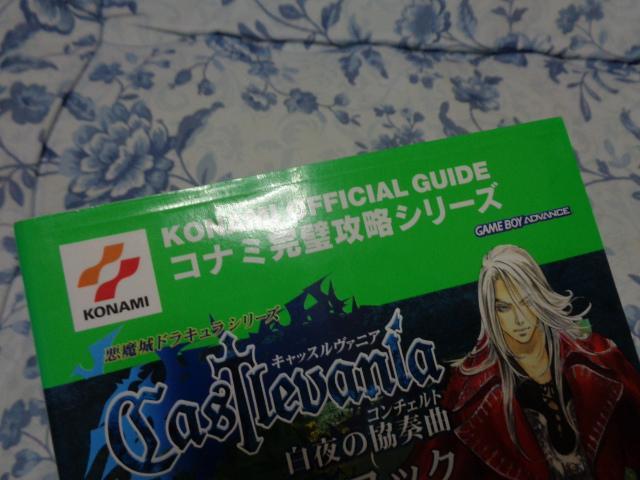 KONAMI OFFICIAL GUIDE
コナミ完璧攻略シリーズ
GAME BOY ADVANCE
KONAMI
悪魔城ドラキュラシリーズ
キャッスルヴァニア
Castlevania
コンチェルト
白夜の協奏曲
ック